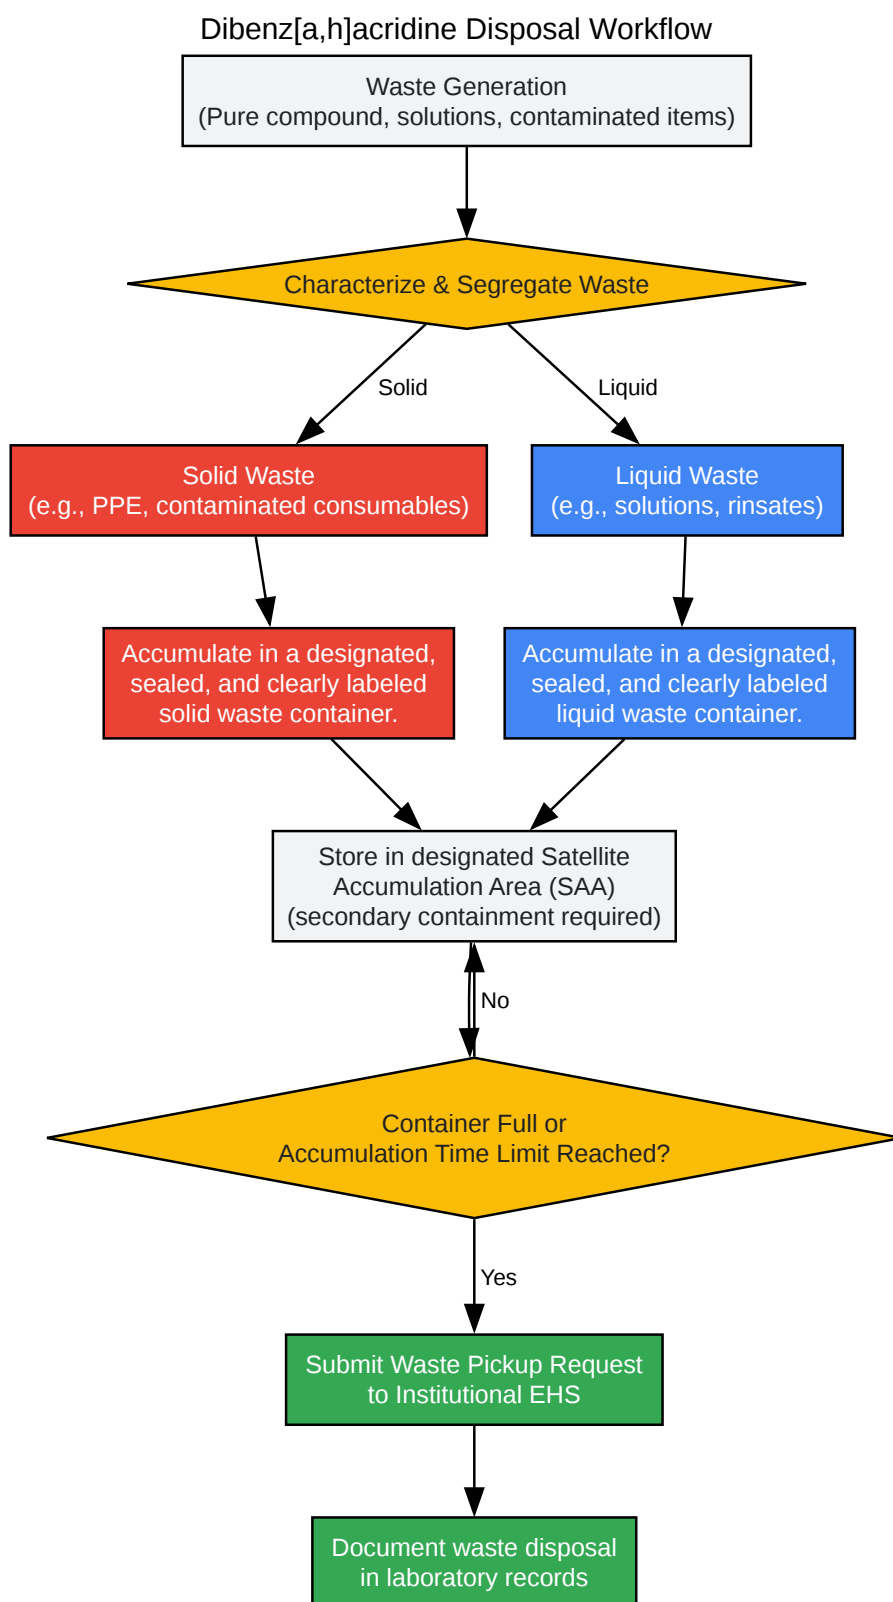 Dibenz[a,h]acridine Disposal Workflow
Waste Generation
(Pure compound, solutions, contaminated items)
Characterize & Segregate Waste
Solid
Liquid
Solid Waste
(e.g., PPE, contaminated consumables)
Liquid Waste
(e.g., solutions, rinsates)
Accumulate in a designated,
sealed, and clearly labeled
solid waste container.
Accumulate in a designated,
sealed, and clearly labeled
liquid waste container.
Store in designated Satellite
Accumulation Area (SAA)
(secondary containment required)
No
Container Full or
Accumulation Time Limit Reached?
Yes
Submit Waste Pickup Request
to Institutional EHS
Document waste disposal
in laboratory records